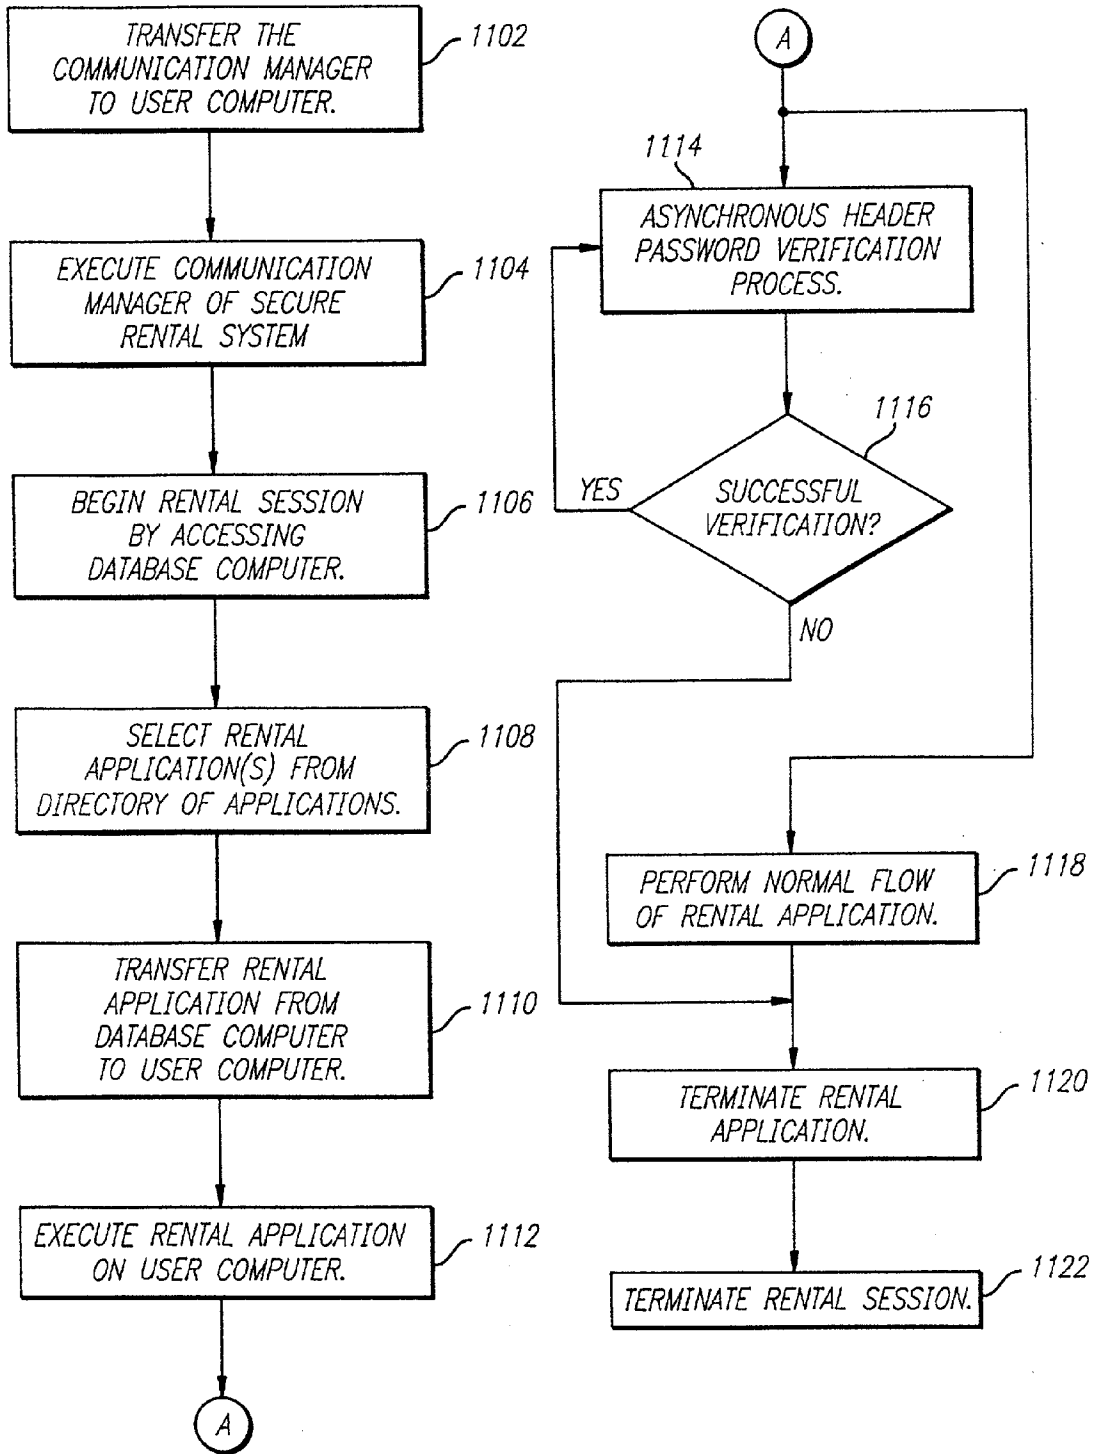 TRANSFER THE
COMMUNICATION MANAGER
TO USER COMPUTER.
1102
EXECUTE COMMUNICATION
MANAGER OF SECURE
RENTAL SYSTEM
1104
BEGIN RENTAL SESSION
BY ACCESSING
DATABASE COMPUTER.
1106
SELECT RENTAL
APPLICATION(S) FROM
DIRECTORY OF APPLICATIONS.
1108
TRANSFER RENTAL
APPLICATION FROM
DATABASE COMPUTER
TO USER COMPUTER.
1110
EXECUTE RENTAL APPLICATION
ON USER COMPUTER.
1112
A
A
1114
ASYNCHRONOUS HEADER
PASSWORD VERIFICATION
PROCESS.
1116
SUCCESSFUL
VERIFICATION?
YES
NO
PERFORM NORMAL FLOW
OF RENTAL APPLICATION.
1118
TERMINATE RENTAL
APPLICATION.
1120
TERMINATE RENTAL SESSION.
1122